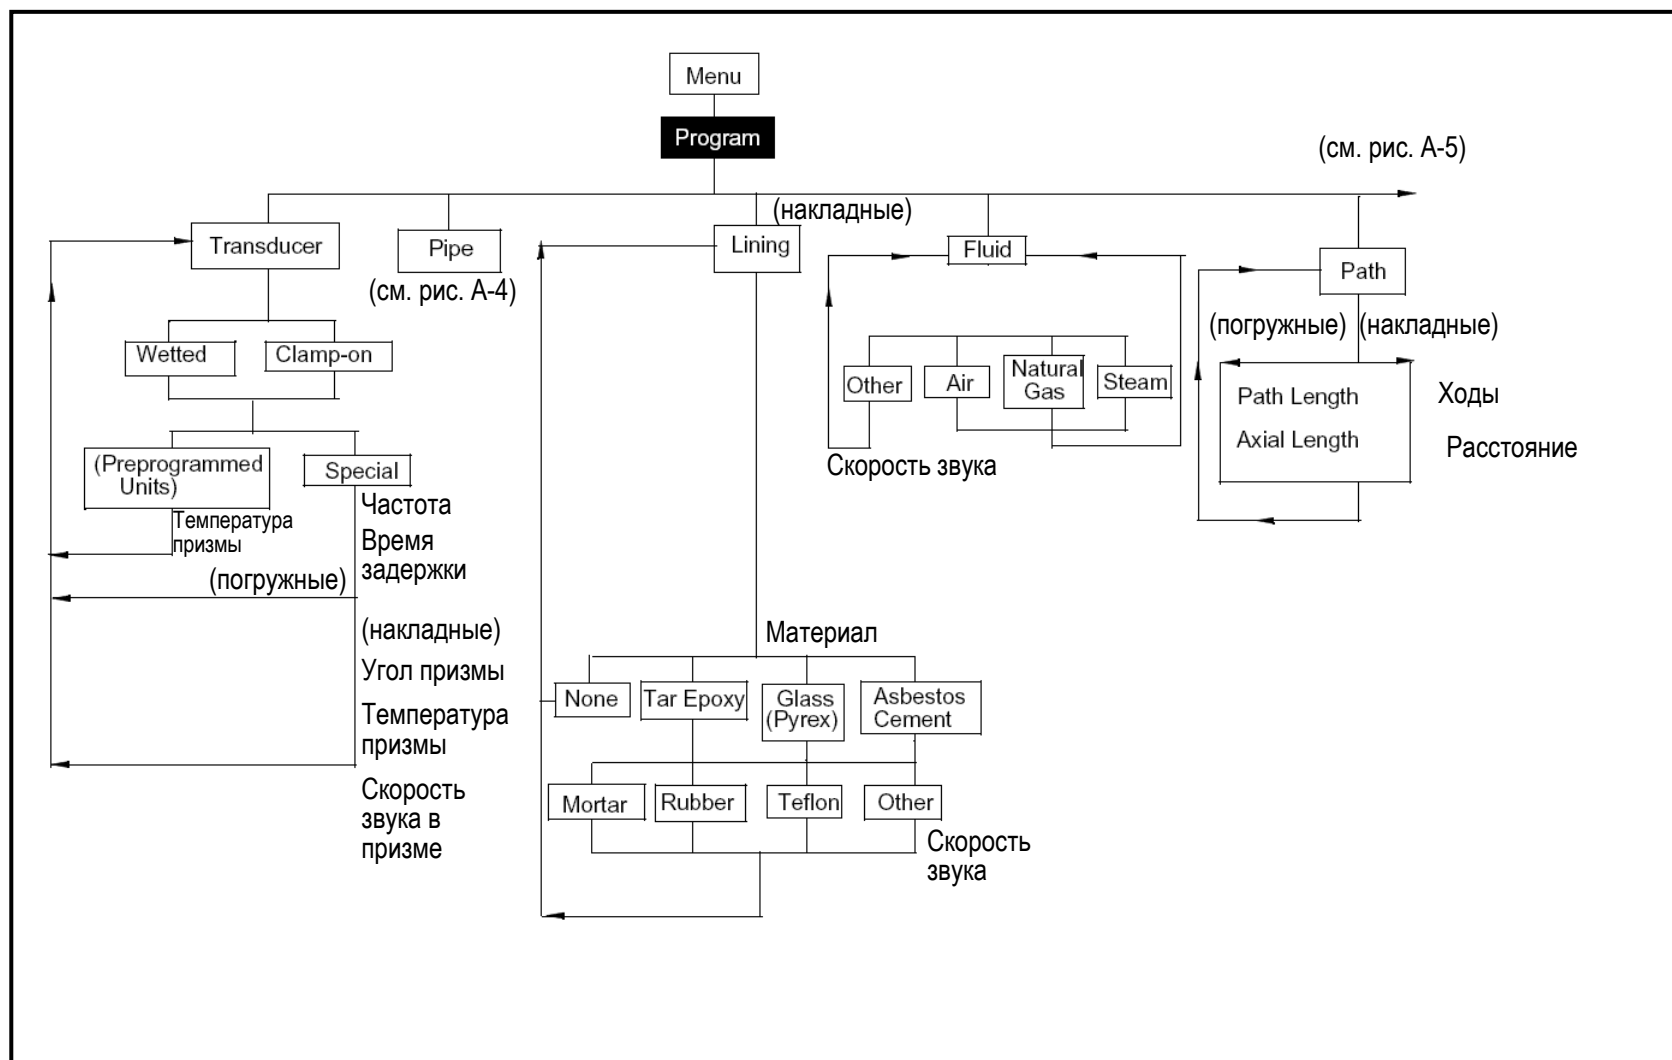 Menu
Program
(см. рис. A-5)
(накладные)
Transducer
Pipe
Lining
Fluid
Path
(см. рис. A-4)
(погружные)
(накладные)
Wetted
Clamp-on
Other
Air
Natural
Gas
Steam
Path Length
Ходы
Axial Length
Расстояние
(Preprogrammed
Units)
Special
Скорость звука
Частота
Температура
призмы
Время
задержки
(погружные)
(накладные)
Материал
Угол призмы
None
Tar Epoxy
Glass
(Pyrex)
Asbestos
Cement
Температура
призмы
Скорость
звука в
призме
Mortar
Rubber
Teflon
Other
Скорость
звука